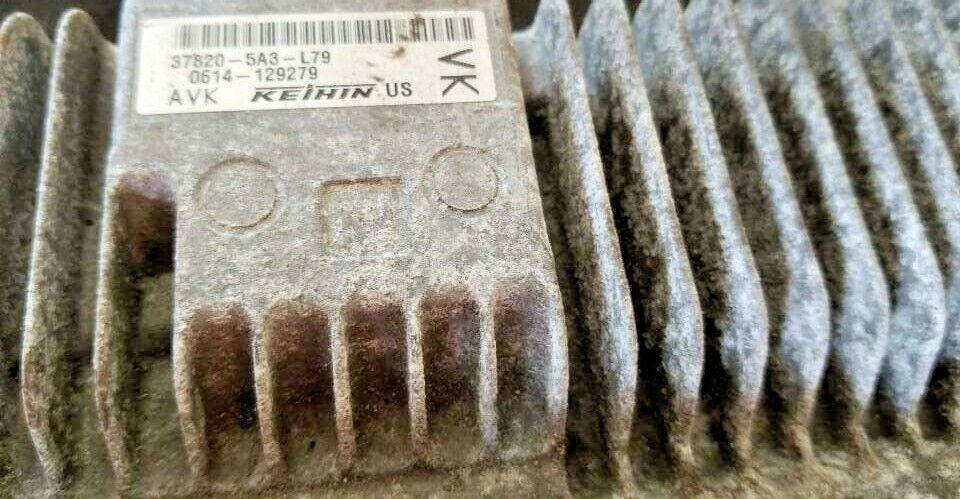 37820-5A3-L79
0614-129279
AVK KEIHIN US
VK